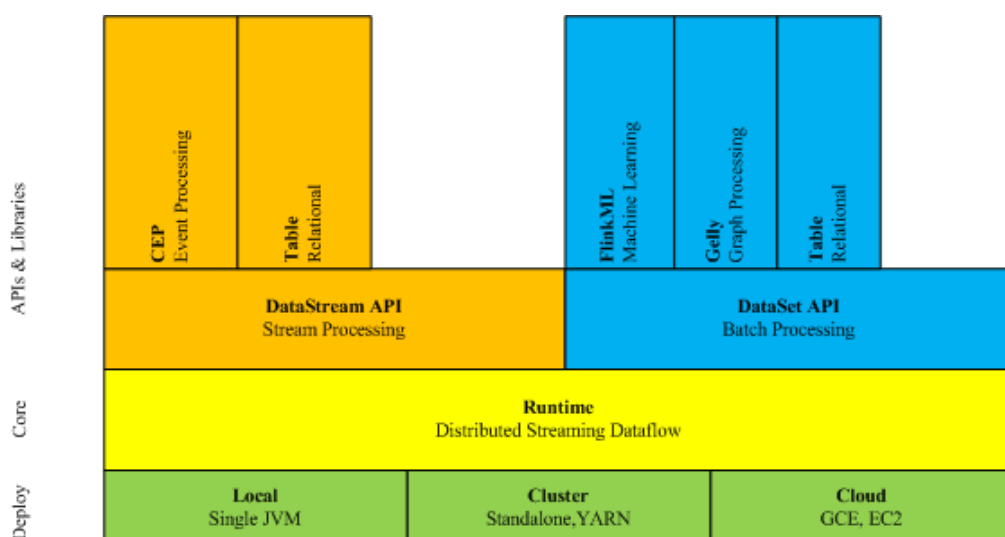 APIs & Libraries
CEP
Event Processing
Table
Relational
FlinkML
Machine Learning
Gelly
Graph Processing
Table
Relational
DataStream API
Stream Processing
DataSet API
Batch Processing
Core
Runtime
Distributed Streaming Dataflow
Deploy
Local
Single JVM
Cluster
Standalone,YARN
Cloud
GCE, EC2